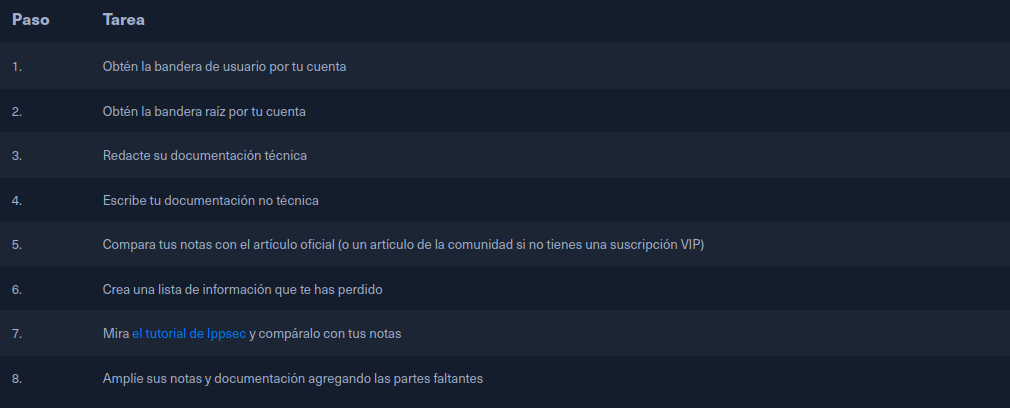 Paso Tarea
1. Obtén la bandera de usuario por tu cuenta
2. Obtén la bandera raíz por tu cuenta
3. Redacte su documentación técnica
4. Escribe tu documentación no técnica
5. Compara tus notas con el artículo oficial (o un artículo de la comunidad si no tienes una suscripción VIP)
6. Crea una lista de información que te has perdido
7. Mira el tutorial de Ippsec y compáralo con tus notas
8. Amplíe sus notas y documentación agregando las partes faltantes